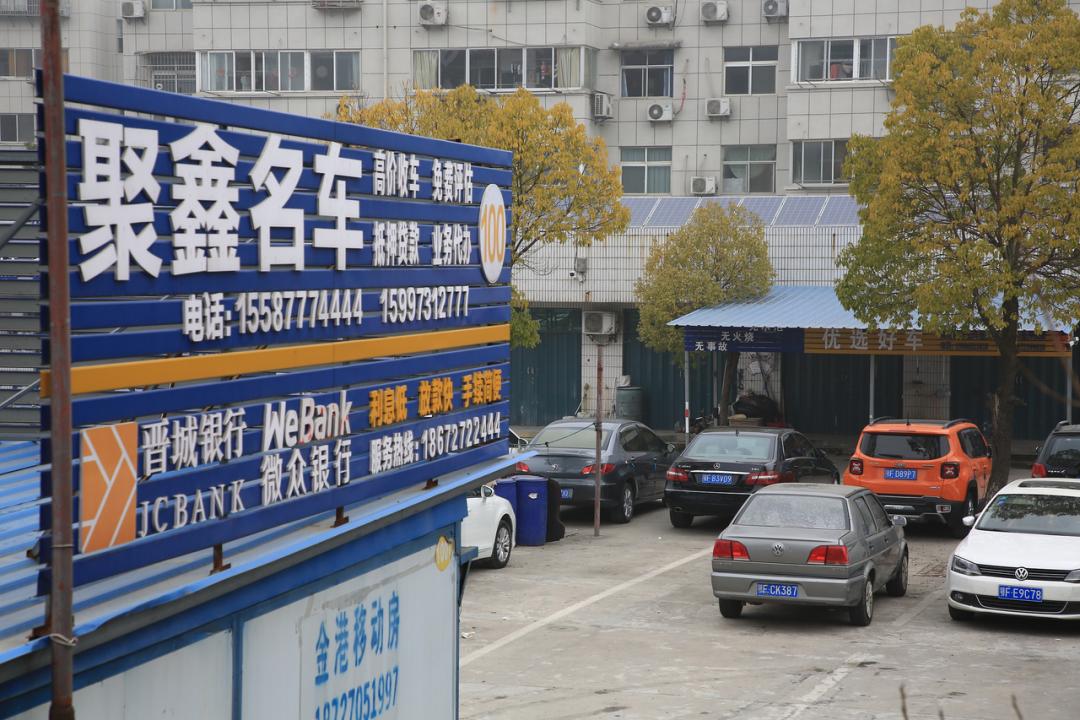 聚鑫名车
高价收车 免费评估
抵押贷款 业务代办
100
电话:15587774444 15997312777
晋城银行
JCBANK
WeBank
微众银行
利息低 放款快 手续简便
服务热线:18672722444
金港移动房
18727051997
无火烧
无事故
优选好车
鄂F·B3V09
鄂F·D89P7
鄂F·CK387
鄂F·E9C78